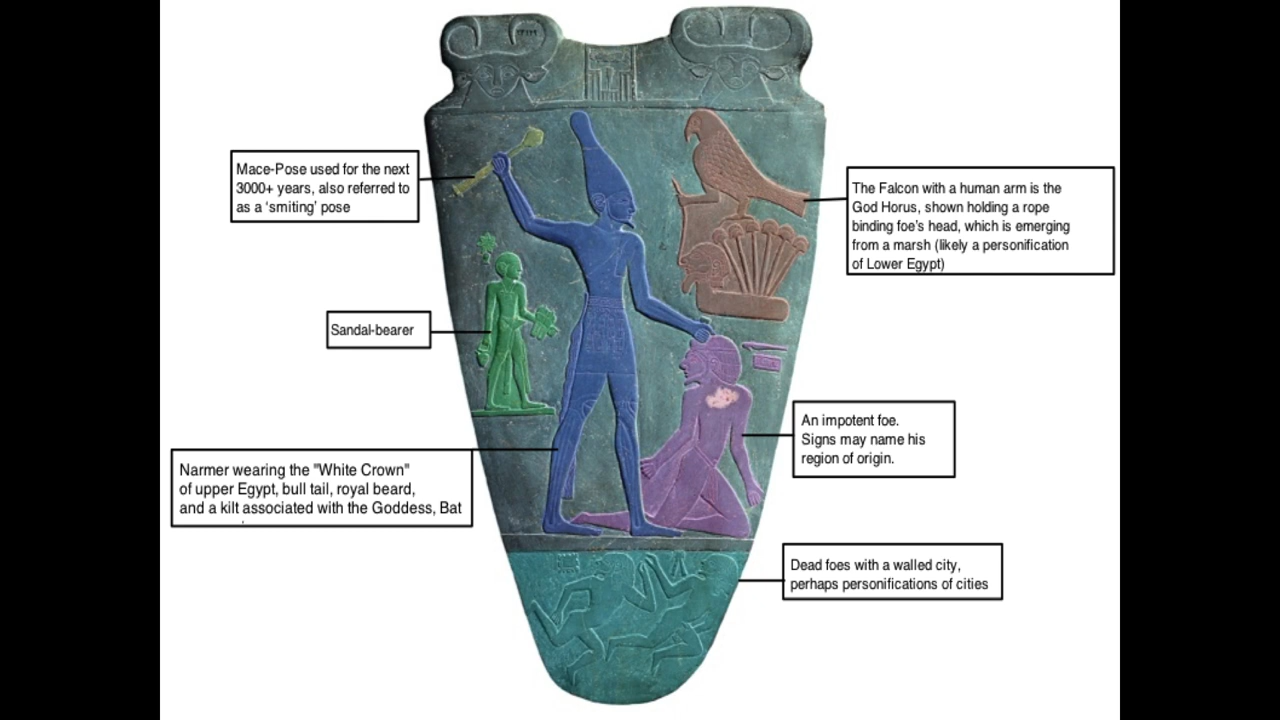 Mace-Pose used for the next
3000+ years, also referred to
as a ‘smiting’ pose
The Falcon with a human arm is the
God Horus, shown holding a rope
binding foe’s head, which is emerging
from a marsh (likely a personification
of Lower Egypt)
Sandal-bearer
An impotent foe.
Signs may name his
region of origin.
Narmer wearing the "White Crown"
of upper Egypt, bull tail, royal beard,
and a kilt associated with the Goddess, Bat
Dead foes with a walled city,
perhaps personifications of cities